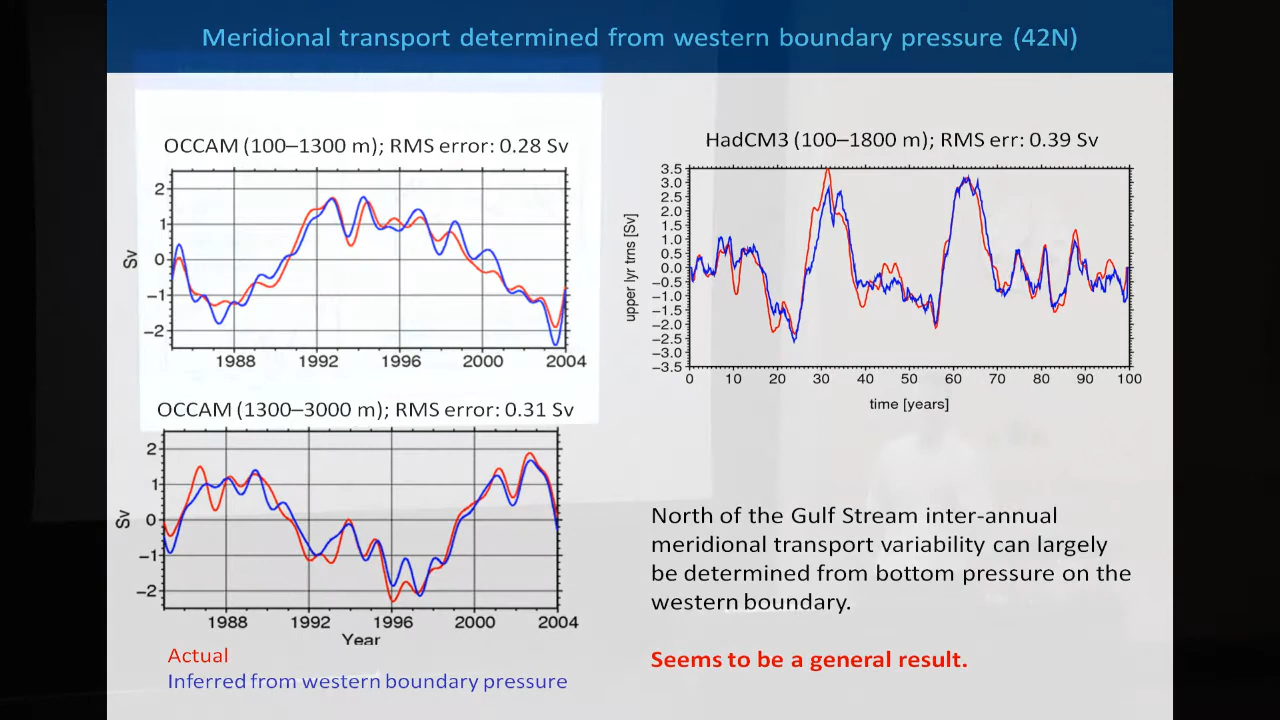 Meridional transport determined from western boundary pressure (42N)
OCCAM (100–1300 m); RMS error: 0.28 Sv
Sv
2
1
0
−1
−2
1988 1992 1996 2000 2004
OCCAM (1300–3000 m); RMS error: 0.31 Sv
Sv
2
1
0
−1
−2
1988 1992 1996 2000 2004
Year
Actual
Inferred from western boundary pressure
HadCM3 (100–1800 m); RMS err: 0.39 Sv
upper lyr trns [Sv]
3.5
3.0
2.5
2.0
1.5
1.0
0.5
0.0
−0.5
−1.0
−1.5
−2.0
−2.5
−3.0
−3.5
0 10 20 30 40 50 60 70 80 90 100
time [years]
North of the Gulf Stream inter-annual
meridional transport variability can largely
be determined from bottom pressure on the
western boundary.
Seems to be a general result.